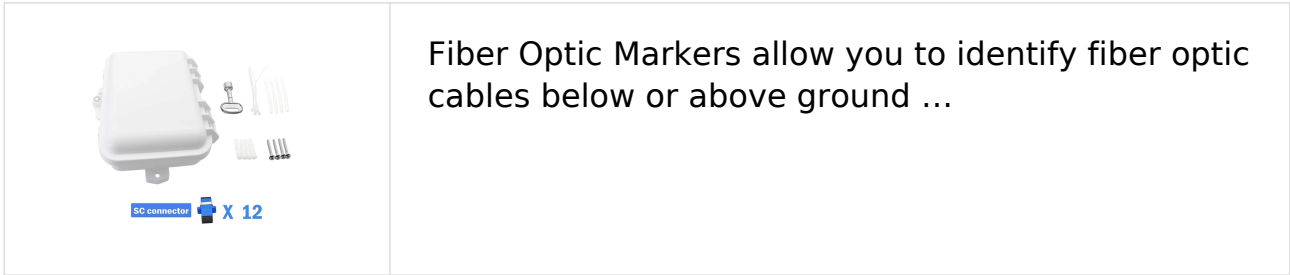 SC connector X 12
Fiber Optic Markers allow you to identify fiber optic
cables below or above ground ...